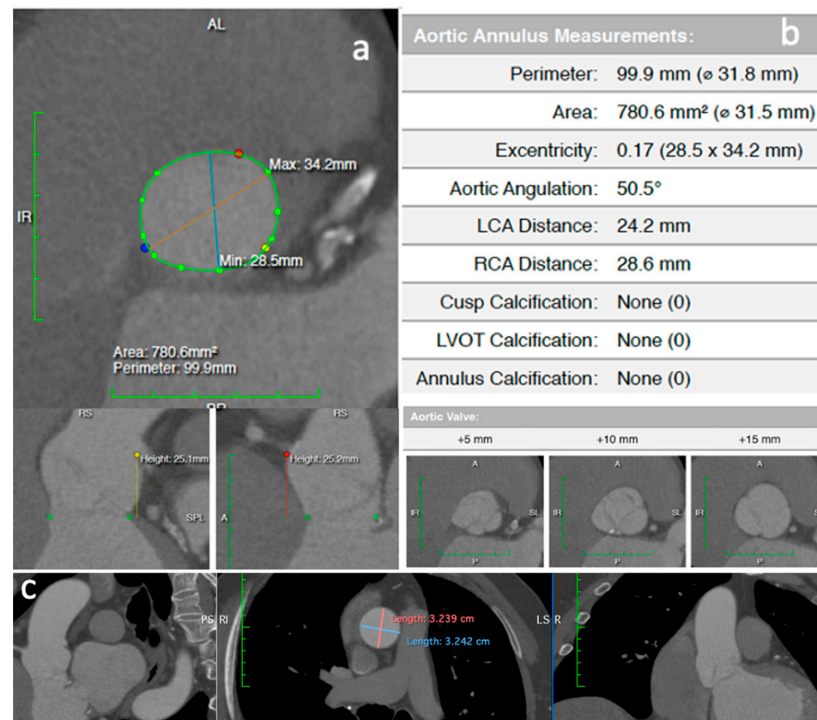 AL
a
Max: 34.2mm
IR
Min: 28.5mm
Area: 780.6mm²
Perimeter: 99.9mm
Aortic Annulus Measurements: b
Perimeter: 99.9 mm (ø 31.8 mm)
Area: 780.6 mm² (ø 31.5 mm)
Excentricity: 0.17 (28.5 x 34.2 mm)
Aortic Angulation: 50.5°
LCA Distance: 24.2 mm
RCA Distance: 28.6 mm
Cusp Calcification: None (0)
LVOT Calcification: None (0)
Annulus Calcification: None (0)
RS
Height: 25.1mm
SPL
RS
Height: 25.2mm
A
Aortic Valve:
+5 mm +10 mm +15 mm
A
IR
SL
P
A
IR
SL
P
A
IR
P
c
PS
RI
Length: 3.239 cm
Length: 3.242 cm
LS
R